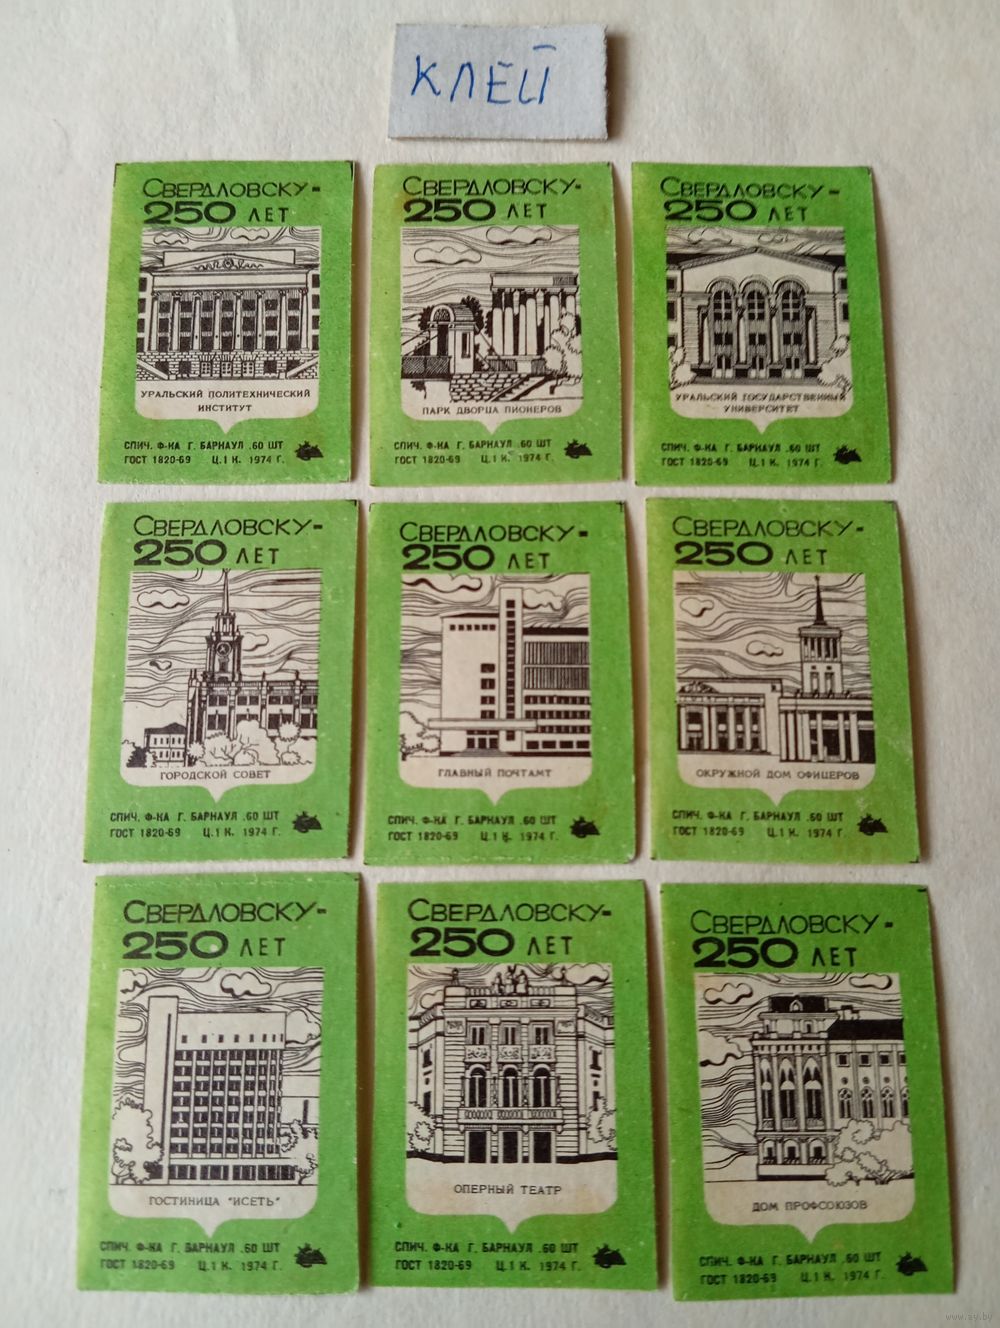 КЛЕЙ
СВЕРДЛОВСКУ-
250 ЛЕТ
УРАЛЬСКИЙ ПОЛИТЕХНИЧЕСКИЙ
ИНСТИТУТ
СПИЧ. Ф-КА Г. БАРНАУЛ .60 ШТ
ГОСТ 1820-69 Ц.1 К. 1974 Г.
СВЕРДЛОВСКУ-
250 ЛЕТ
ПАРК ДВОРЦА ПИОНЕРОВ
СПИЧ. Ф-КА Г. БАРНАУЛ .60 ШТ
ГОСТ 1820-69 Ц.1 К. 1974 Г.
СВЕРДЛОВСКУ-
250 ЛЕТ
УРАЛЬСКИЙ ГОСУДАРСТВЕННЫЙ
УНИВЕРСИТЕТ
СПИЧ. Ф-КА Г. БАРНАУЛ .60 ШТ
ГОСТ 1820-69 Ц.1 К. 1974 Г.
СВЕРДЛОВСКУ-
250 ЛЕТ
ГОРОДСКОЙ СОВЕТ
СПИЧ. Ф-КА Г. БАРНАУЛ .60 ШТ
ГОСТ 1820-69 Ц.1 К. 1974 Г.
СВЕРДЛОВСКУ-
250 ЛЕТ
ГЛАВНЫЙ ПОЧТАМТ
СПИЧ. Ф-КА Г. БАРНАУЛ .60 ШТ
ГОСТ 1820-69 Ц.1 К. 1974 Г.
СВЕРДЛОВСКУ-
250 ЛЕТ
ОКРУЖНОЙ ДОМ ОФИЦЕРОВ
СПИЧ. Ф-КА Г. БАРНАУЛ .60 ШТ
ГОСТ 1820-69 Ц.1 К. 1974 Г.
СВЕРДЛОВСКУ-
250 ЛЕТ
ГОСТИНИЦА "ИСЕТЬ"
СПИЧ. Ф-КА Г. БАРНАУЛ .60 ШТ
ГОСТ 1820-69 Ц.1 К. 1974 Г.
СВЕРДЛОВСКУ-
250 ЛЕТ
ОПЕРНЫЙ ТЕАТР
СПИЧ. Ф-КА Г. БАРНАУЛ .60 ШТ
ГОСТ 1820-69 Ц.1 К. 1974 Г.
СВЕРДЛОВСКУ-
250 ЛЕТ
ДОМ ПРОФСОЮЗОВ
СПИЧ. Ф-КА Г. БАРНАУЛ .60 ШТ
ГОСТ 1820-69 Ц.1 К. 1974 Г.
www.ay.by